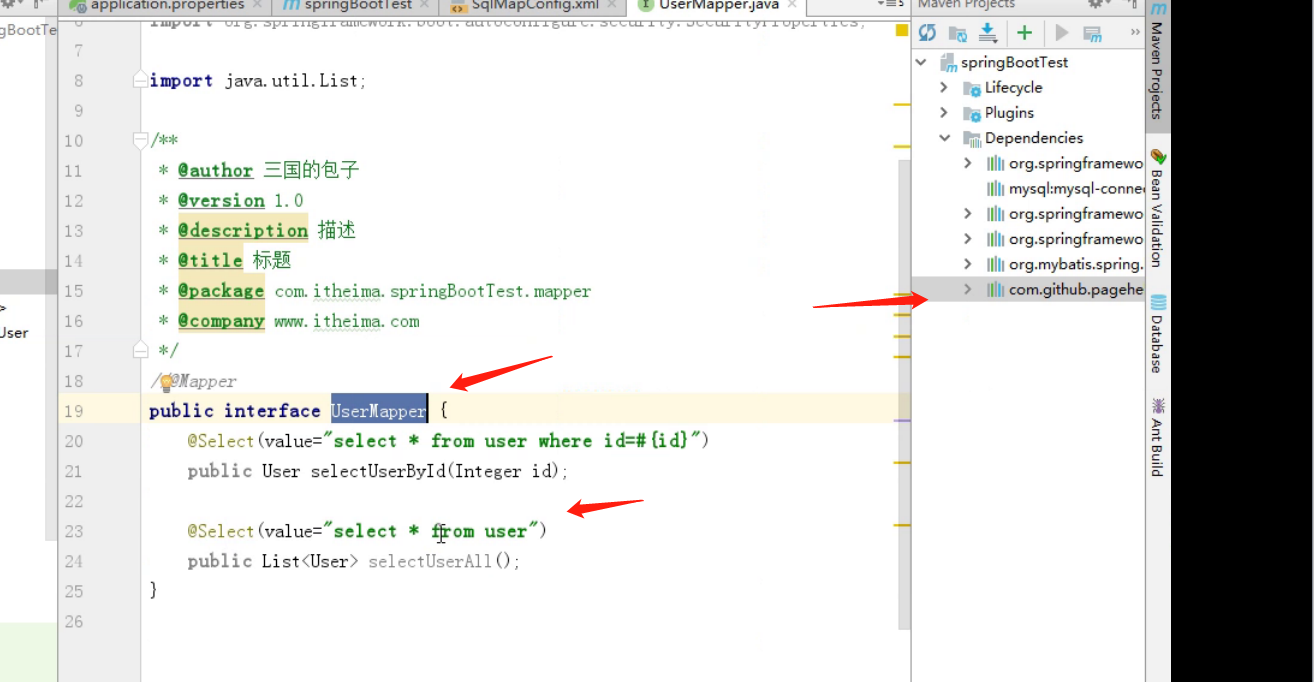 application.properties
springBootTest
SqlMapConfig.xml
UserMapper.java
Maven Projects
gBootTe
User
import org.springframework.boot.autoconfigure.security.SecurityProperties;
7
8 import java.util.List;
9
10 /**
11 * @author 三国的包子
12 * @version 1.0
13 * @description 描述
14 * @title 标题
15 * @package com.itheima.springBootTest.mapper
16 * @company www.itheima.com
17 */
18 //@Mapper
19 public interface UserMapper {
20 @Select(value="select * from user where id=#{id}")
21 public User selectUserById(Integer id);
22
23 @Select(value="select * from user")
24 public List<User> selectUserAll();
25 }
26
springBootTest
Lifecycle
Plugins
Dependencies
org.springframewo
mysql:mysql-conne
org.springframewo
org.springframewo
org.mybatis.spring.
com.github.pagehe
Maven Projects
Bean Validation
Database
Ant Build